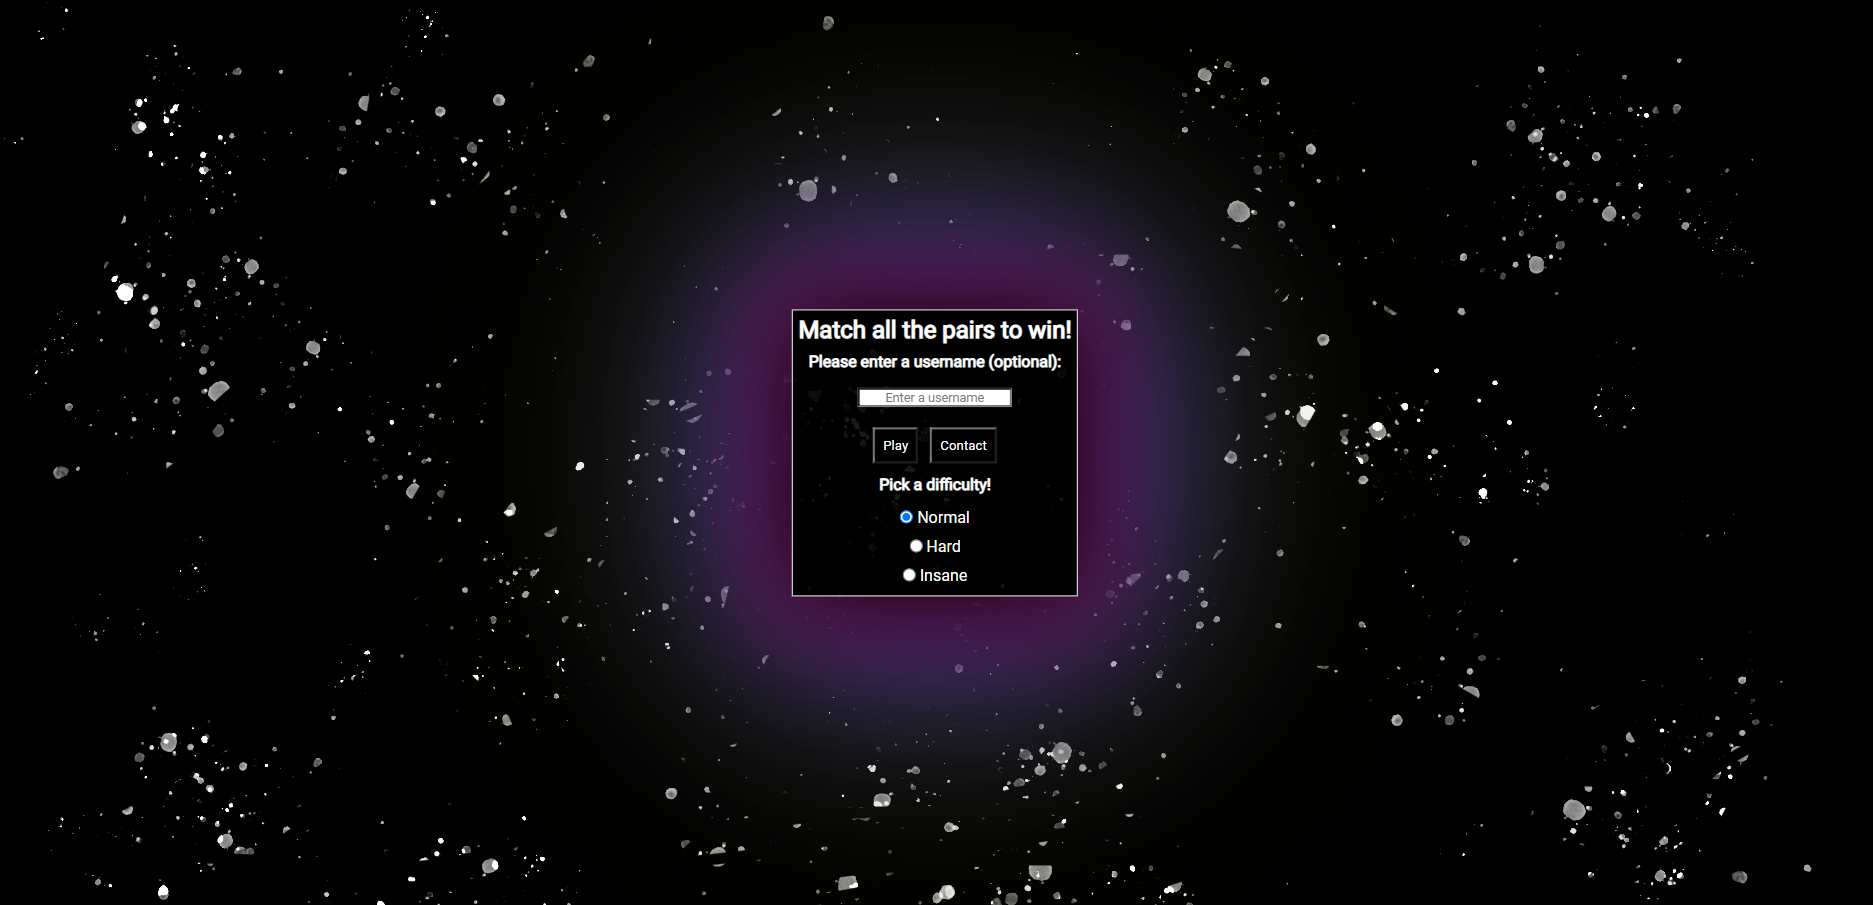 Match all the pairs to win!
Please enter a username (optional):
Enter a username
Play Contact
Pick a difficulty!
Normal
Hard
Insane